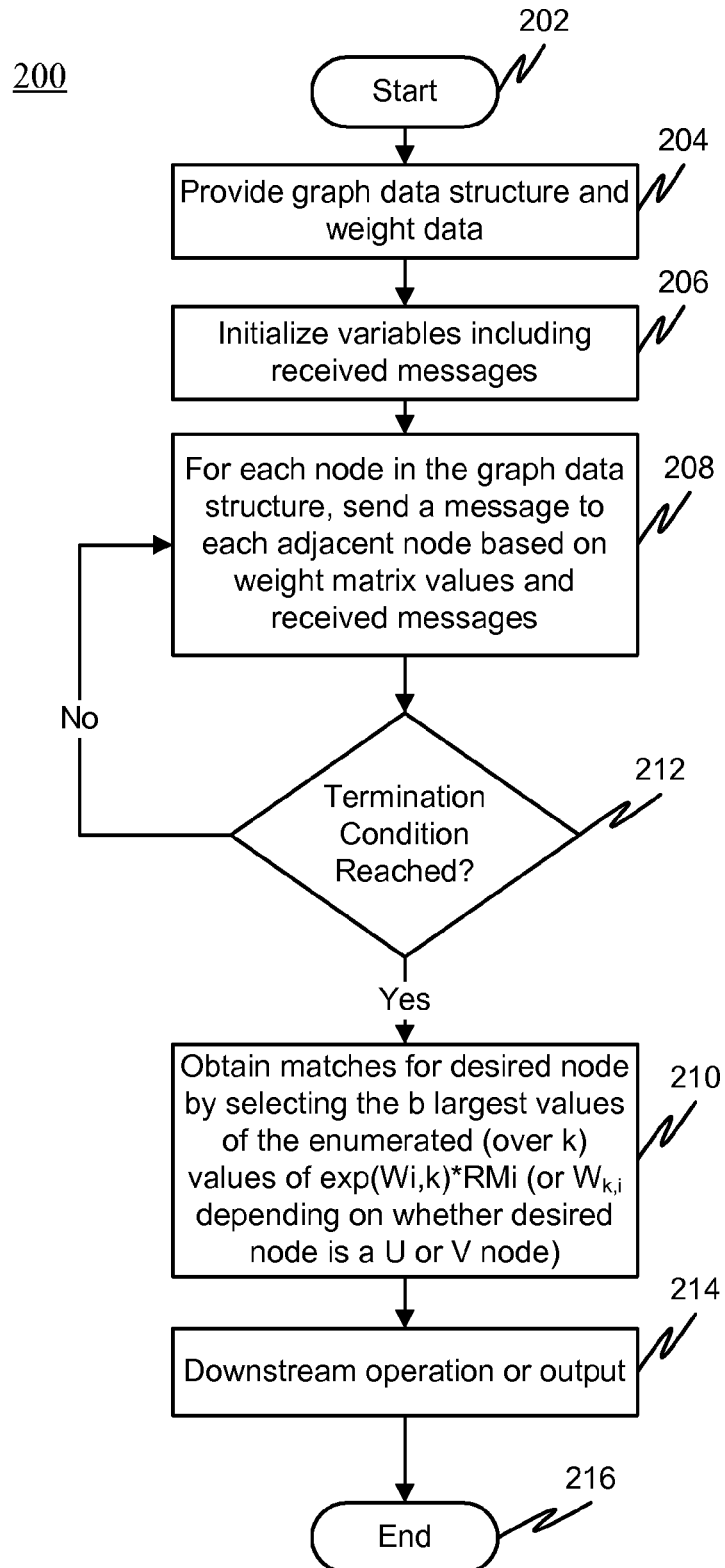 200
202
Start
204
Provide graph data structure and
weight data
206
Initialize variables including
received messages
208
For each node in the graph data
structure, send a message to
each adjacent node based on
weight matrix values and
received messages
No
212
Termination
Condition
Reached?
Yes
210
Obtain matches for desired node
by selecting the b largest values
of the enumerated (over k)
values of exp(Wi,k)*RMi (or Wk,i
depending on whether desired
node is a U or V node)
214
Downstream operation or output
216
End